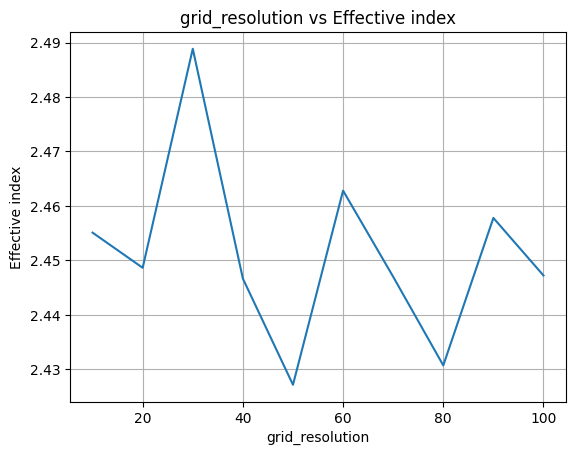 grid_resolution vs Effective index
2.49
2.48
2.47
2.46
2.45
2.44
2.43
Effective index
20 40 60 80 100
grid_resolution